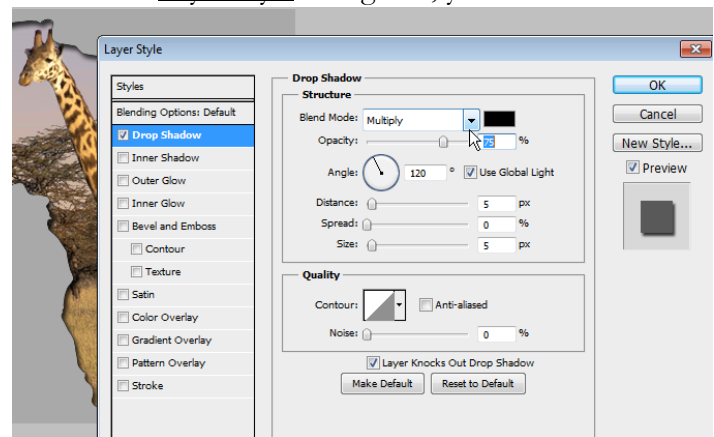 Layer Style
Styles
Blending Options: Default
Drop Shadow
Inner Shadow
Outer Glow
Inner Glow
Bevel and Emboss
Contour
Texture
Satin
Color Overlay
Gradient Overlay
Pattern Overlay
Stroke
Drop Shadow
Structure
Blend Mode: Multiply
Opacity: 75 %
Angle: 120 ° Use Global Light
Distance: 5 px
Spread: 0 %
Size: 5 px
Quality
Contour: Anti-aliased
Noise: 0 %
Layer Knocks Out Drop Shadow
Make Default Reset to Default
OK
Cancel
New Style...
Preview